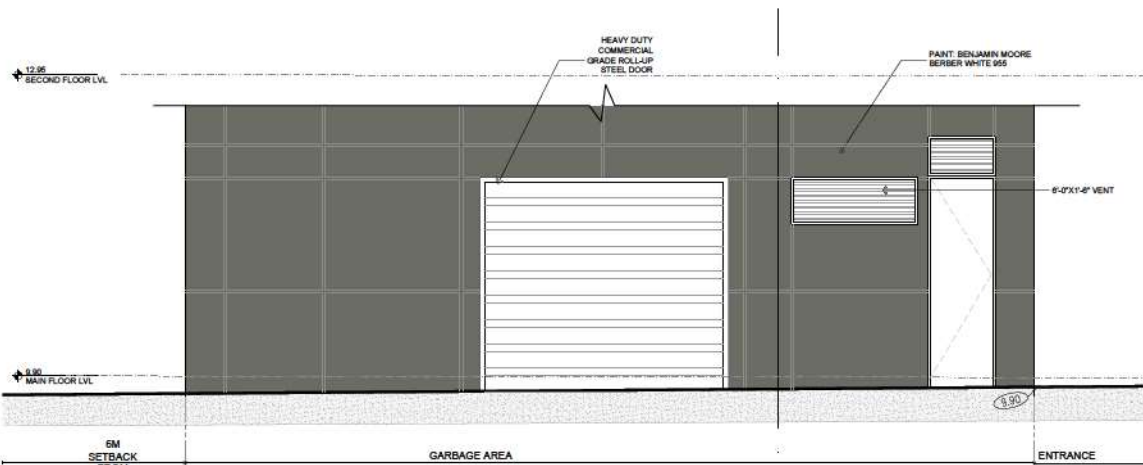 HEAVY DUTY
COMMERCIAL
GRADE ROLL-UP
STEEL DOOR
PAINT: BENJAMIN MOORE
BERBER WHITE 955
12.95
SECOND FLOOR LVL
6'-0"X1'-6" VENT
9.90
MAIN FLOOR LVL
9.90
6M
SETBACK
GARBAGE AREA
ENTRANCE